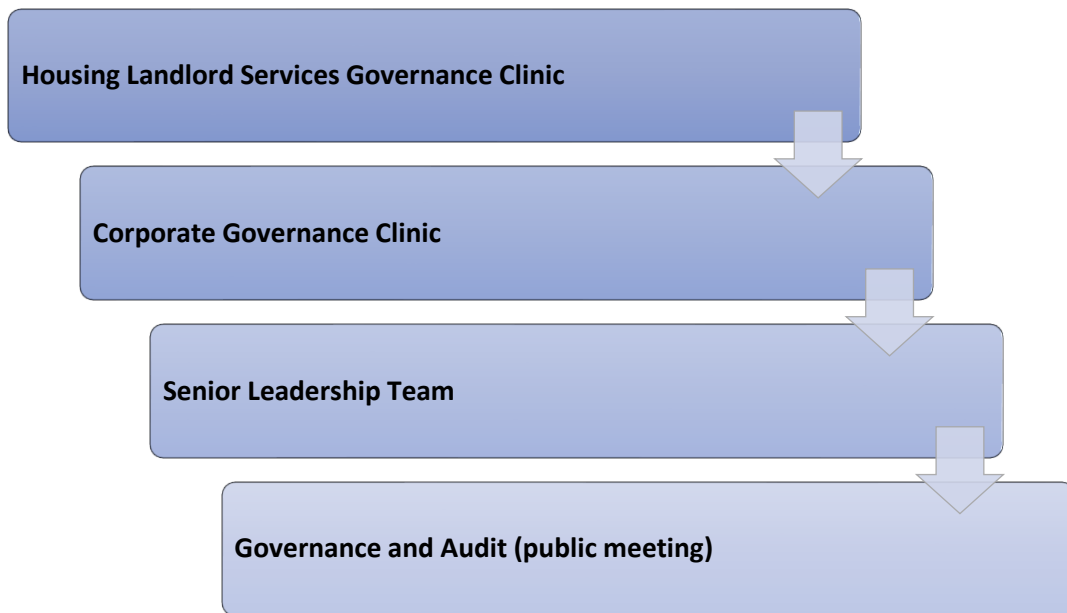 Housing Landlord Services Governance Clinic
Corporate Governance Clinic
Senior Leadership Team
Governance and Audit (public meeting)